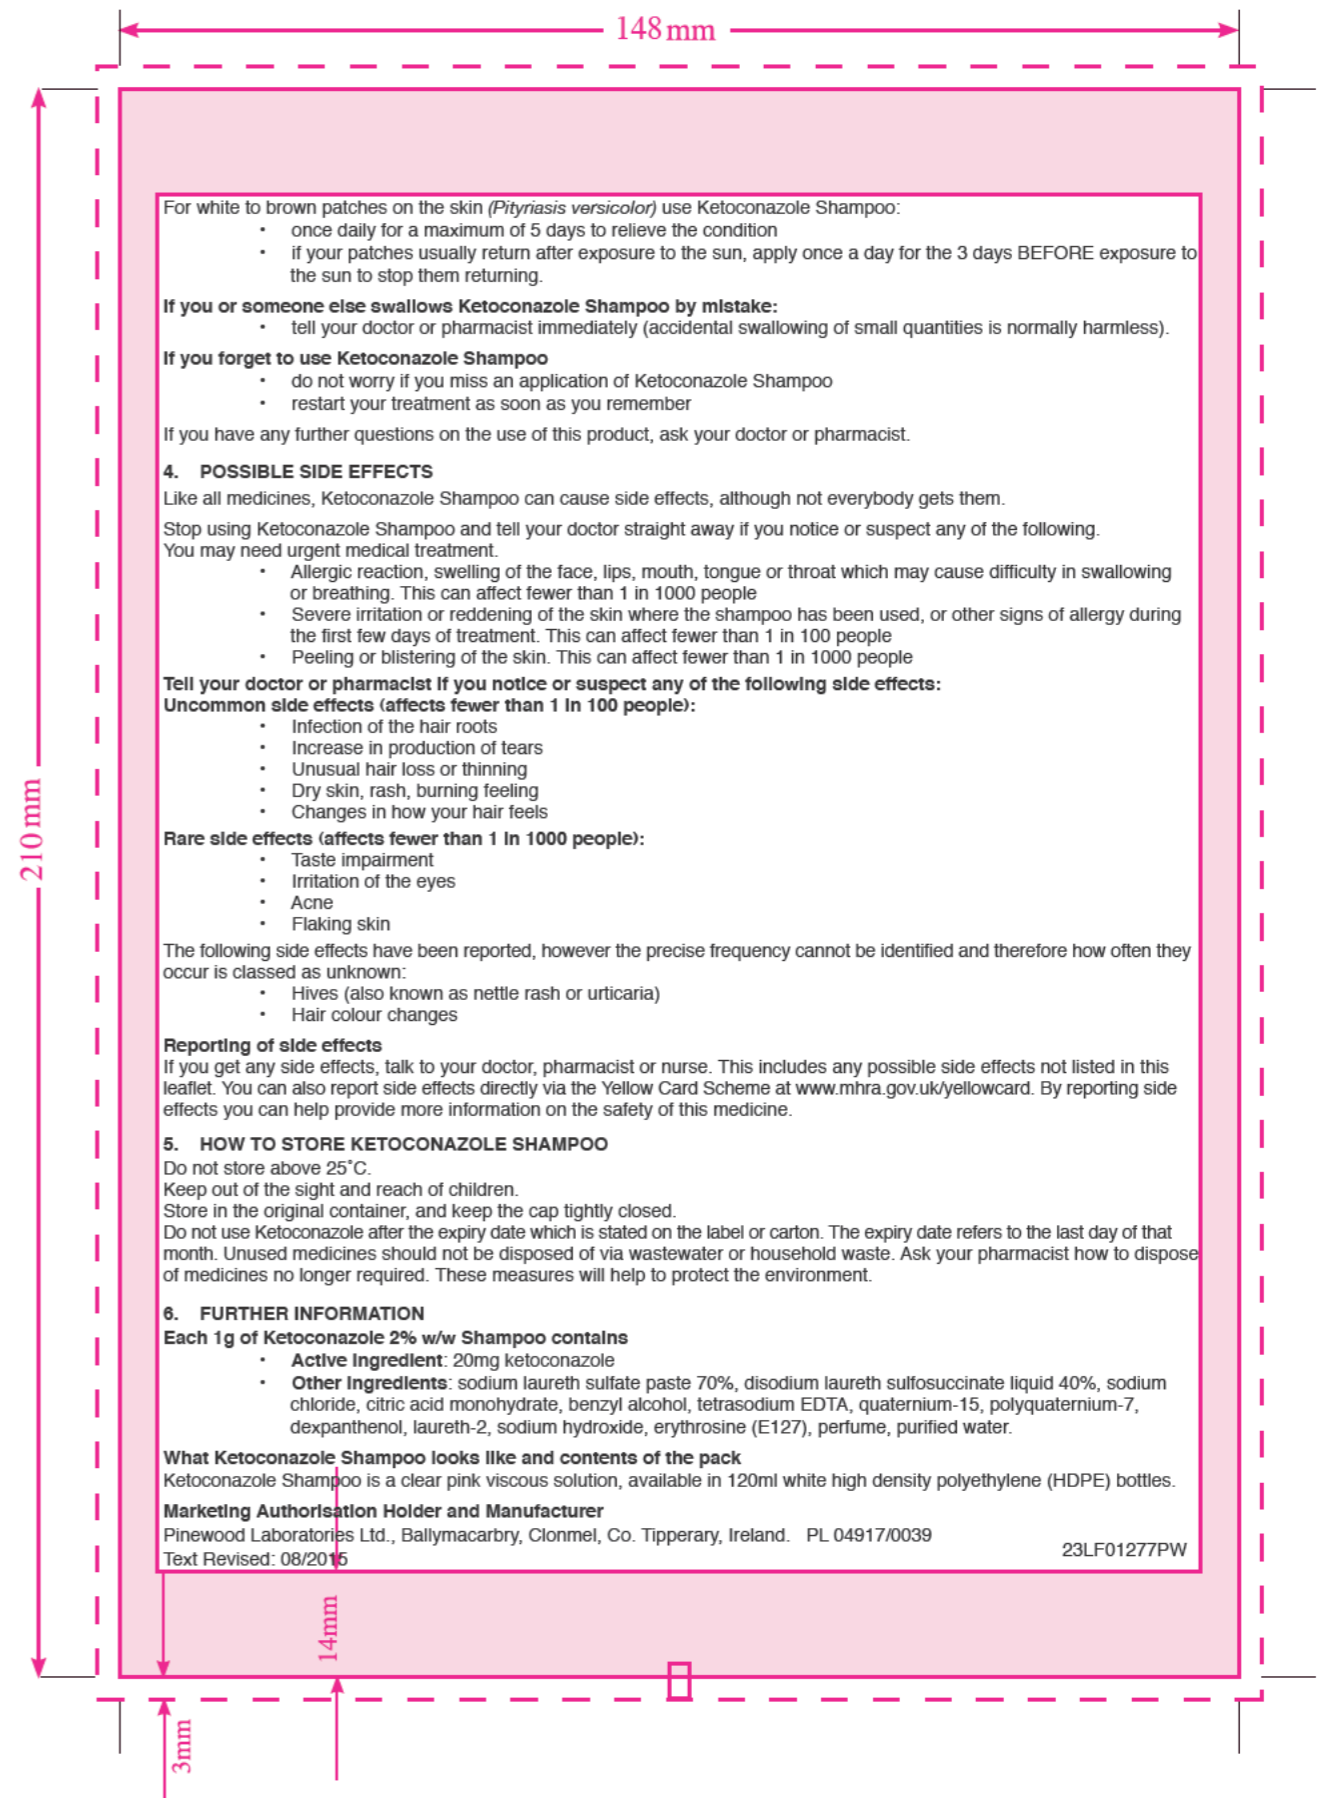 148mm
For white to brown patches on the skin (Pityriasis versicolor) use Ketoconazole Shampoo:
• once daily for a maximum of 5 days to relieve the condition
• if your patches usually return after exposure to the sun, apply once a day for the 3 days BEFORE exposure to
the sun to stop them returning.
If you or someone else swallows Ketoconazole Shampoo by mistake:
• tell your doctor or pharmacist immediately (accidental swallowing of small quantities is normally harmless).
If you forget to use Ketoconazole Shampoo
• do not worry if you miss an application of Ketoconazole Shampoo
• restart your treatment as soon as you remember
If you have any further questions on the use of this product, ask your doctor or pharmacist.
4. POSSIBLE SIDE EFFECTS
Like all medicines, Ketoconazole Shampoo can cause side effects, although not everybody gets them.
Stop using Ketoconazole Shampoo and tell your doctor straight away if you notice or suspect any of the following.
You may need urgent medical treatment.
• Allergic reaction, swelling of the face, lips, mouth, tongue or throat which may cause difficulty in swallowing
or breathing. This can affect fewer than 1 in 1000 people
• Severe irritation or reddening of the skin where the shampoo has been used, or other signs of allergy during
the first few days of treatment. This can affect fewer than 1 in 100 people
• Peeling or blistering of the skin. This can affect fewer than 1 in 1000 people
Tell your doctor or pharmacist if you notice or suspect any of the following side effects:
Uncommon side effects (affects fewer than 1 in 100 people):
• Infection of the hair roots
• Increase in production of tears
• Unusual hair loss or thinning
• Dry skin, rash, burning feeling
• Changes in how your hair feels
Rare side effects (affects fewer than 1 in 1000 people):
• Taste impairment
• Irritation of the eyes
• Acne
• Flaking skin
The following side effects have been reported, however the precise frequency cannot be identified and therefore how often they
occur is classed as unknown:
• Hives (also known as nettle rash or urticaria)
• Hair colour changes
Reporting of side effects
If you get any side effects, talk to your doctor, pharmacist or nurse. This includes any possible side effects not listed in this
leaflet. You can also report side effects directly via the Yellow Card Scheme at www.mhra.gov.uk/yellowcard. By reporting side
effects you can help provide more information on the safety of this medicine.
5. HOW TO STORE KETOCONAZOLE SHAMPOO
Do not store above 25˚C.
Keep out of the sight and reach of children.
Store in the original container, and keep the cap tightly closed.
Do not use Ketoconazole after the expiry date which is stated on the label or carton. The expiry date refers to the last day of that
month. Unused medicines should not be disposed of via wastewater or household waste. Ask your pharmacist how to dispose
of medicines no longer required. These measures will help to protect the environment.
6. FURTHER INFORMATION
Each 1g of Ketoconazole 2% w/w Shampoo contains
• Active Ingredient: 20mg ketoconazole
• Other Ingredients: sodium laureth sulfate paste 70%, disodium laureth sulfosuccinate liquid 40%, sodium
chloride, citric acid monohydrate, benzyl alcohol, tetrasodium EDTA, quaternium-15, polyquaternium-7,
dexpanthenol, laureth-2, sodium hydroxide, erythrosine (E127), perfume, purified water.
What Ketoconazole Shampoo looks like and contents of the pack
Ketoconazole Shampoo is a clear pink viscous solution, available in 120ml white high density polyethylene (HDPE) bottles.
Marketing Authorisation Holder and Manufacturer
Pinewood Laboratories Ltd., Ballymacarbry, Clonmel, Co. Tipperary, Ireland. PL 04917/0039
Text Revised: 08/2015
23LF01277PW
210mm
14mm
3mm